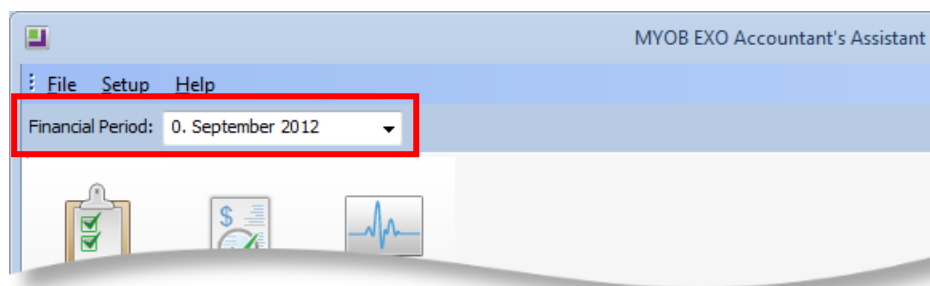 MYOB EXO Accountant's Assistant
File Setup Help
Financial Period: 0. September 2012
$